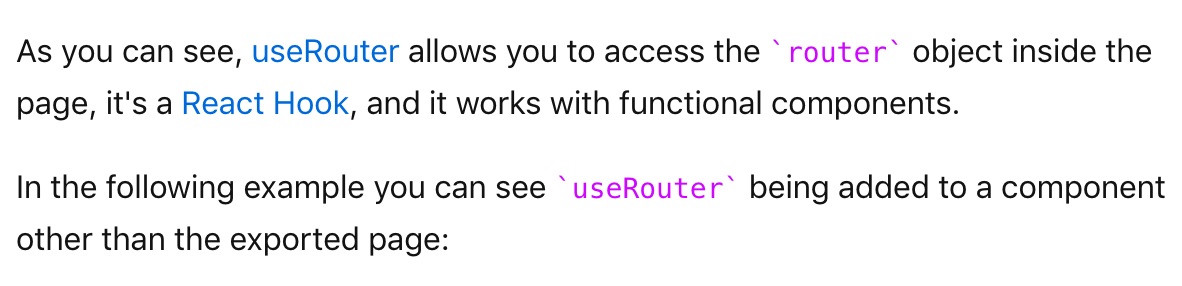 As you can see, useRouter allows you to access the `router` object inside the
page, it's a React Hook, and it works with functional components.
In the following example you can see `useRouter` being added to a component
other than the exported page: